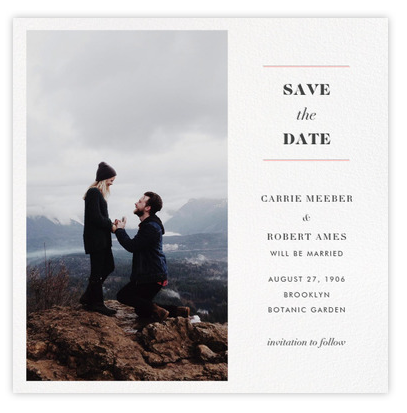 SAVE
the
DATE
CARRIE MEEBER
&
ROBERT AMES
WILL BE MARRIED
AUGUST 27, 1906
BROOKLYN
BOTANIC GARDEN
invitation to follow